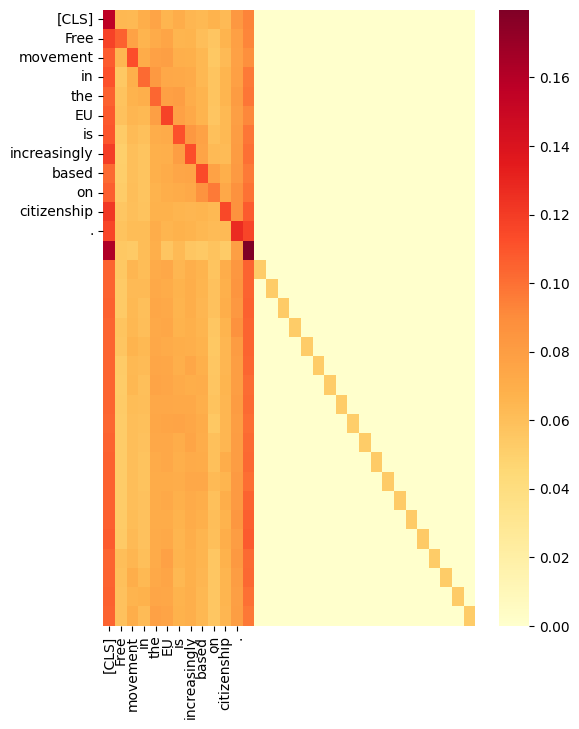 [CLS]
Free
movement
in
the
EU
is
increasingly
based
on
citizenship
.
0.16
0.14
0.12
0.10
0.08
0.06
0.04
0.02
0.00
[CLS]
Free
movement
in
the
EU
is
increasingly
based
on
citizenship
.